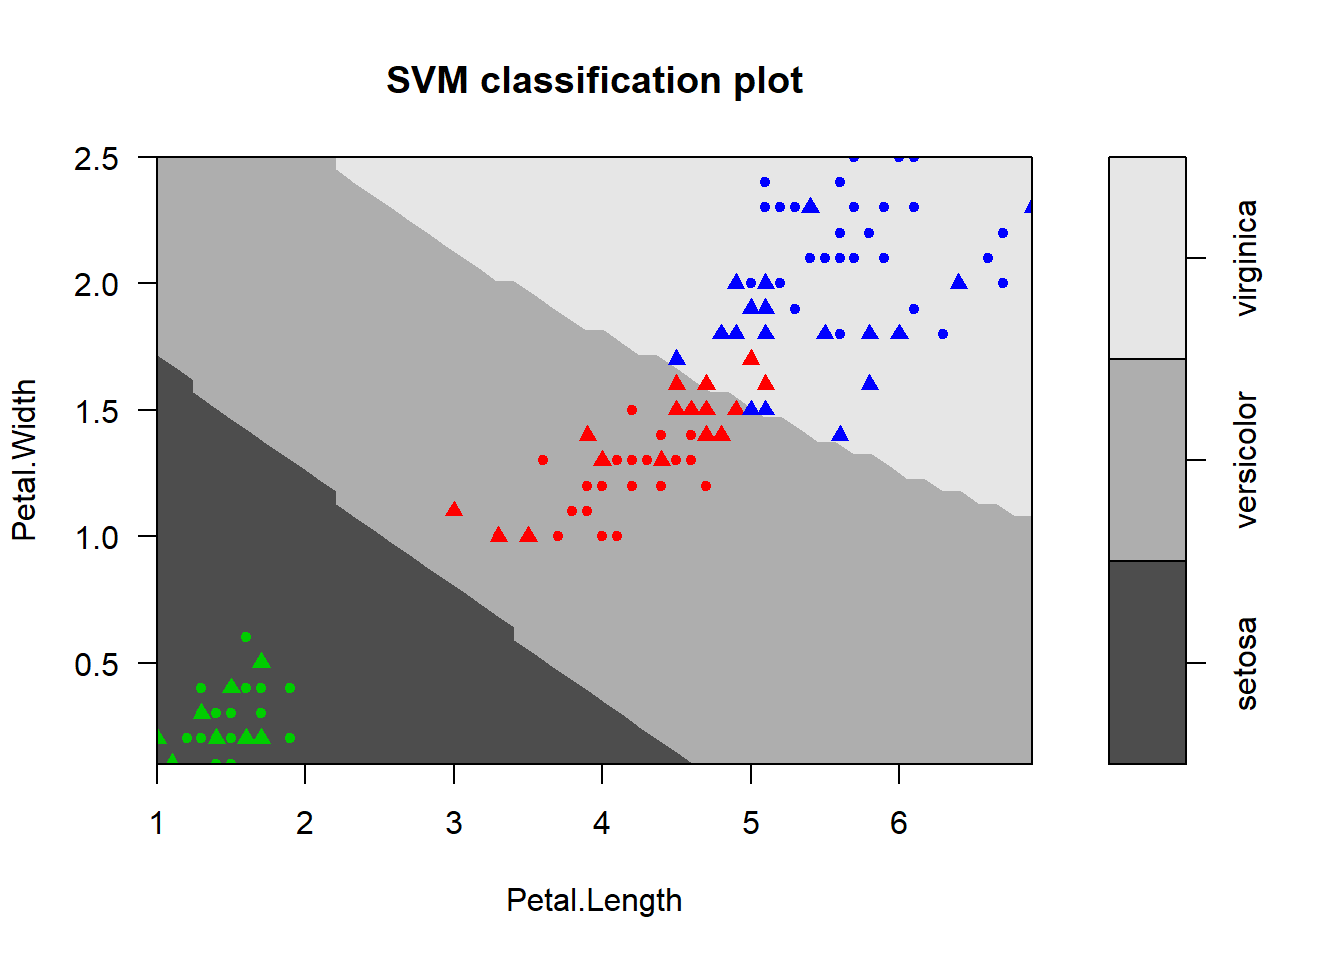 SVM classification plot
2.5
2.0
1.5
1.0
0.5
Petal.Width
1 2 3 4 5 6
Petal.Length
virginica
versicolor
setosa